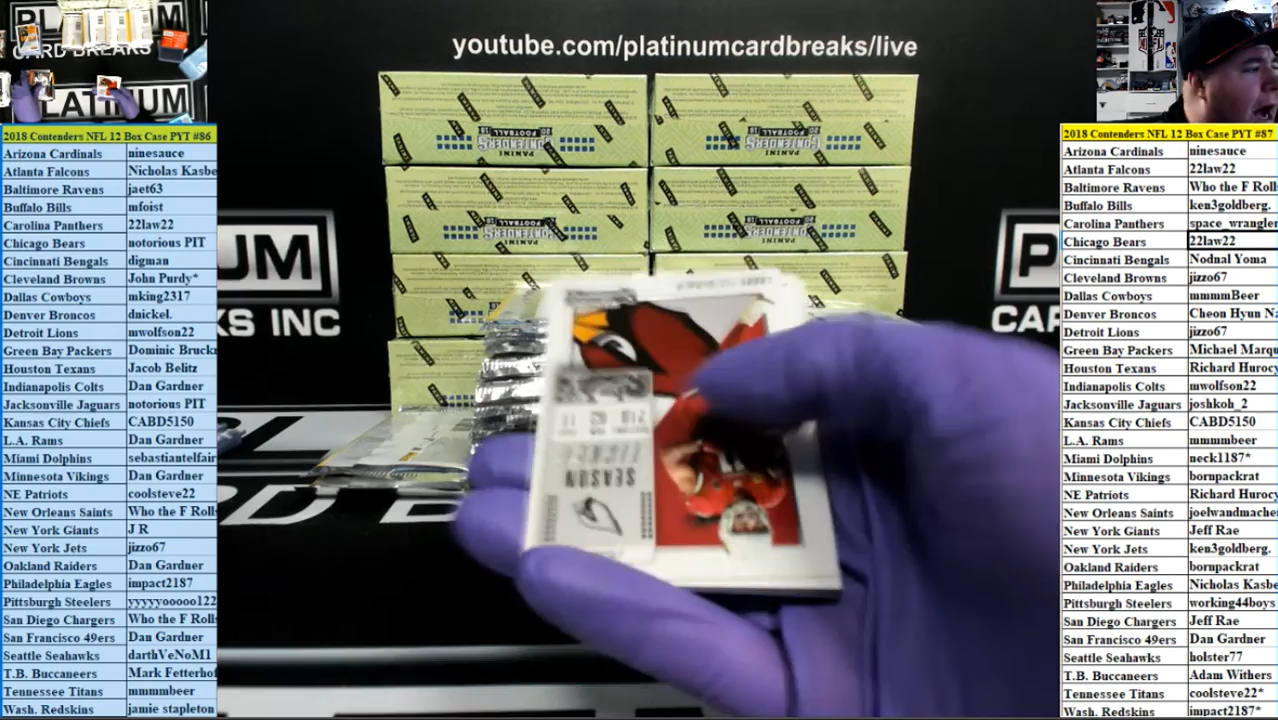 youtube.com/platinumcardbreaks/live
CARD BREAKS
PLATINUM
2018 Contenders NFL 12 Box Case PYT #86
Arizona Cardinals ninesauce
Atlanta Falcons Nicholas Kasbe
Baltimore Ravens jaet63
Buffalo Bills mfoist
Carolina Panthers 22law22
Chicago Bears notorious PIT
Cincinnati Bengals digman
Cleveland Browns John Purdy*
Dallas Cowboys mking2317
Denver Broncos dnickel.
Detroit Lions mwolfson22
Green Bay Packers Dominic Bruck
Houston Texans Jacob Belitz
Indianapolis Colts Dan Gardner
Jacksonville Jaguars notorious PIT
Kansas City Chiefs CABD5150
L.A. Rams Dan Gardner
Miami Dolphins sebastiantelfair
Minnesota Vikings Dan Gardner
NE Patriots coolsteve22
New Orleans Saints Who the F Rolls
New York Giants J R
New York Jets jizzo67
Oakland Raiders Dan Gardner
Philadelphia Eagles impact2187
Pittsburgh Steelers yyyyyooooo122
San Diego Chargers Who the F Rolls
San Francisco 49ers Dan Gardner
Seattle Seahawks darthVeNoM1
T.B. Buccaneers Mark Fetterhof
Tennessee Titans mmmmbeer
Wash. Redskins jamie stapleton
PANINI
CONTENDERS
FOOTBALL
SEASON
TICKET
2018 Contenders NFL 12 Box Case PYT #87
Arizona Cardinals ninesauce
Atlanta Falcons 22law22
Baltimore Ravens Who the F Roll
Buffalo Bills ken3goldberg.
Carolina Panthers space_wrangler
Chicago Bears 22law22
Cincinnati Bengals Nodnal Yoma
Cleveland Browns jizzo67
Dallas Cowboys mmmmBeer
Denver Broncos Cheon Hyun Na
Detroit Lions jizzo67
Green Bay Packers Michael Marqu
Houston Texans Richard Hurocy
Indianapolis Colts mwolfson22
Jacksonville Jaguars joshkoh_2
Kansas City Chiefs CABD5150
L.A. Rams mmmmbeer
Miami Dolphins neck1187*
Minnesota Vikings bornpackrat
NE Patriots Richard Hurocy
New Orleans Saints joelwandmache
New York Giants Jeff Rae
New York Jets ken3goldberg.
Oakland Raiders bornpackrat
Philadelphia Eagles Nicholas Kasbe
Pittsburgh Steelers working44boys
San Diego Chargers Jeff Rae
San Francisco 49ers Dan Gardner
Seattle Seahawks holster77
T.B. Buccaneers Adam Withers
Tennessee Titans coolsteve22*
Wash. Redskins impact2187*